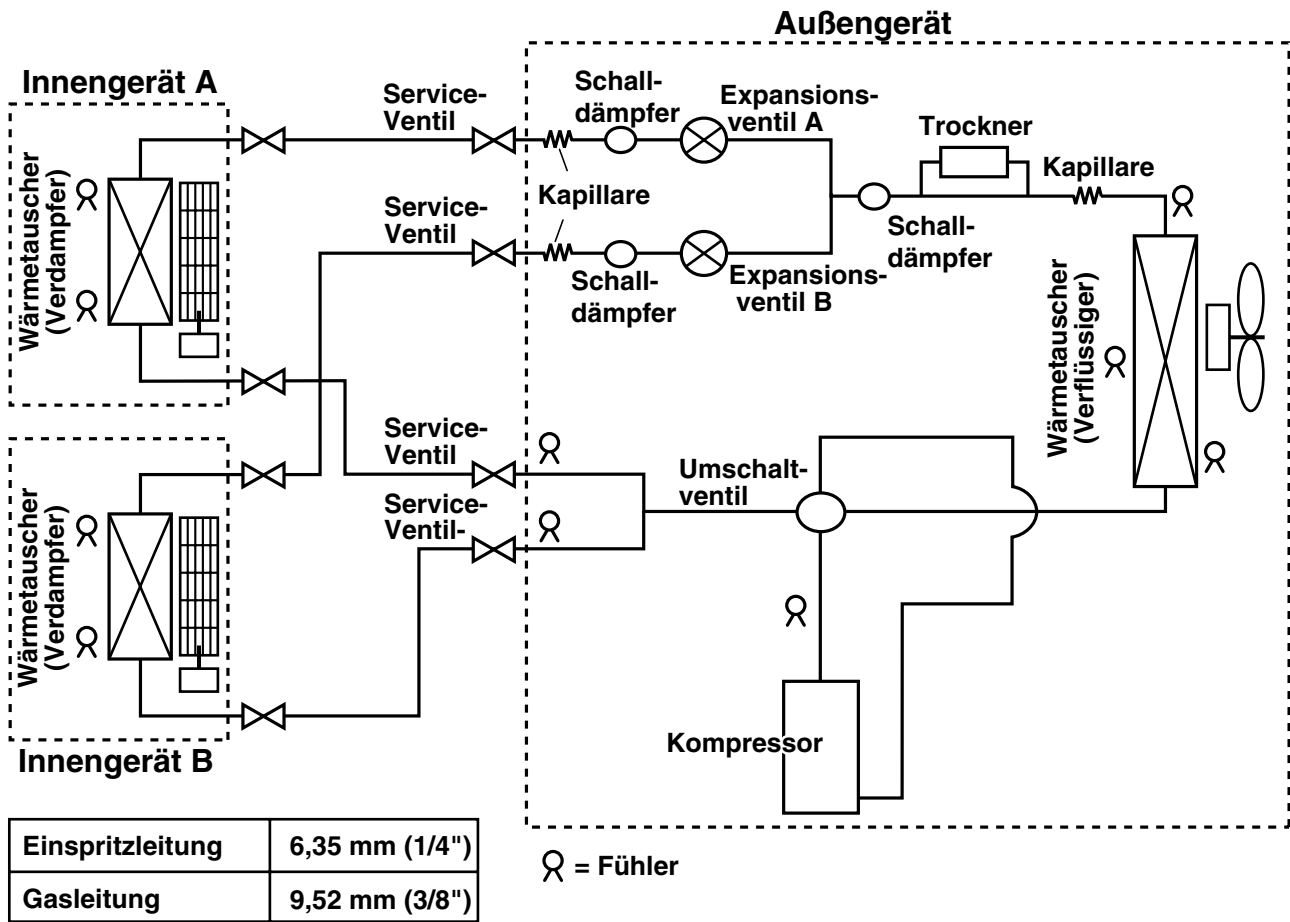 Außengerät
Innengerät A
Service-
Ventil
Schall-
dämpfer
Expansions-
ventil A
Trockner
Kapillare
Wärmetauscher
(Verdampfer)
Service-
Ventil
Kapillare
Schall-
dämpfer
Schall-
dämpfer
Expansions-
ventil B
Wärmetauscher
(Verflüssiger)
Service-
Ventil
Umschalt-
ventil
Service-
Ventil-
Wärmetauscher
(Verdampfer)
Kompressor
Innengerät B
Einspritzleitung 6,35 mm (1/4")
Gasleitung 9,52 mm (3/8")
= Fühler